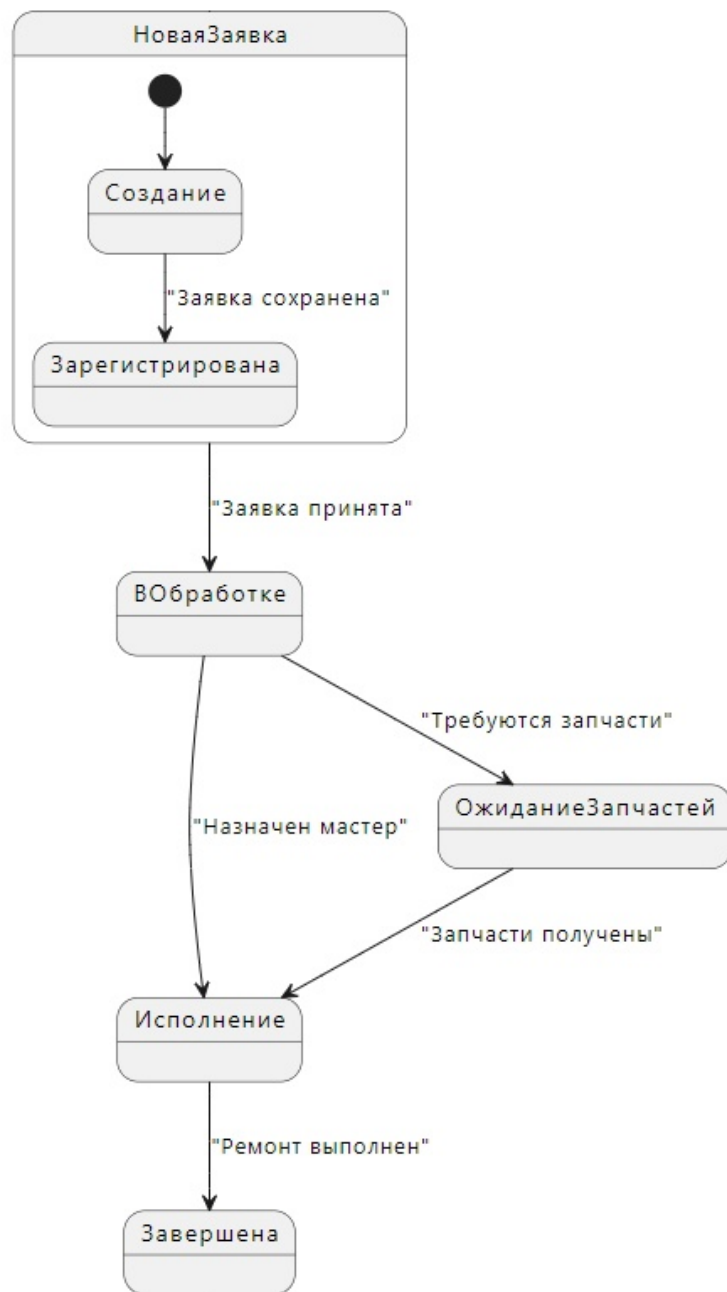 НоваяЗаявка
Создание
"Заявка сохранена"
Зарегистрирована
"Заявка принята"
ВОбработке
"Требуются запчасти"
ОжиданиеЗапчастей
"Назначен мастер"
"Запчасти получены"
Исполнение
"Ремонт выполнен"
Завершена